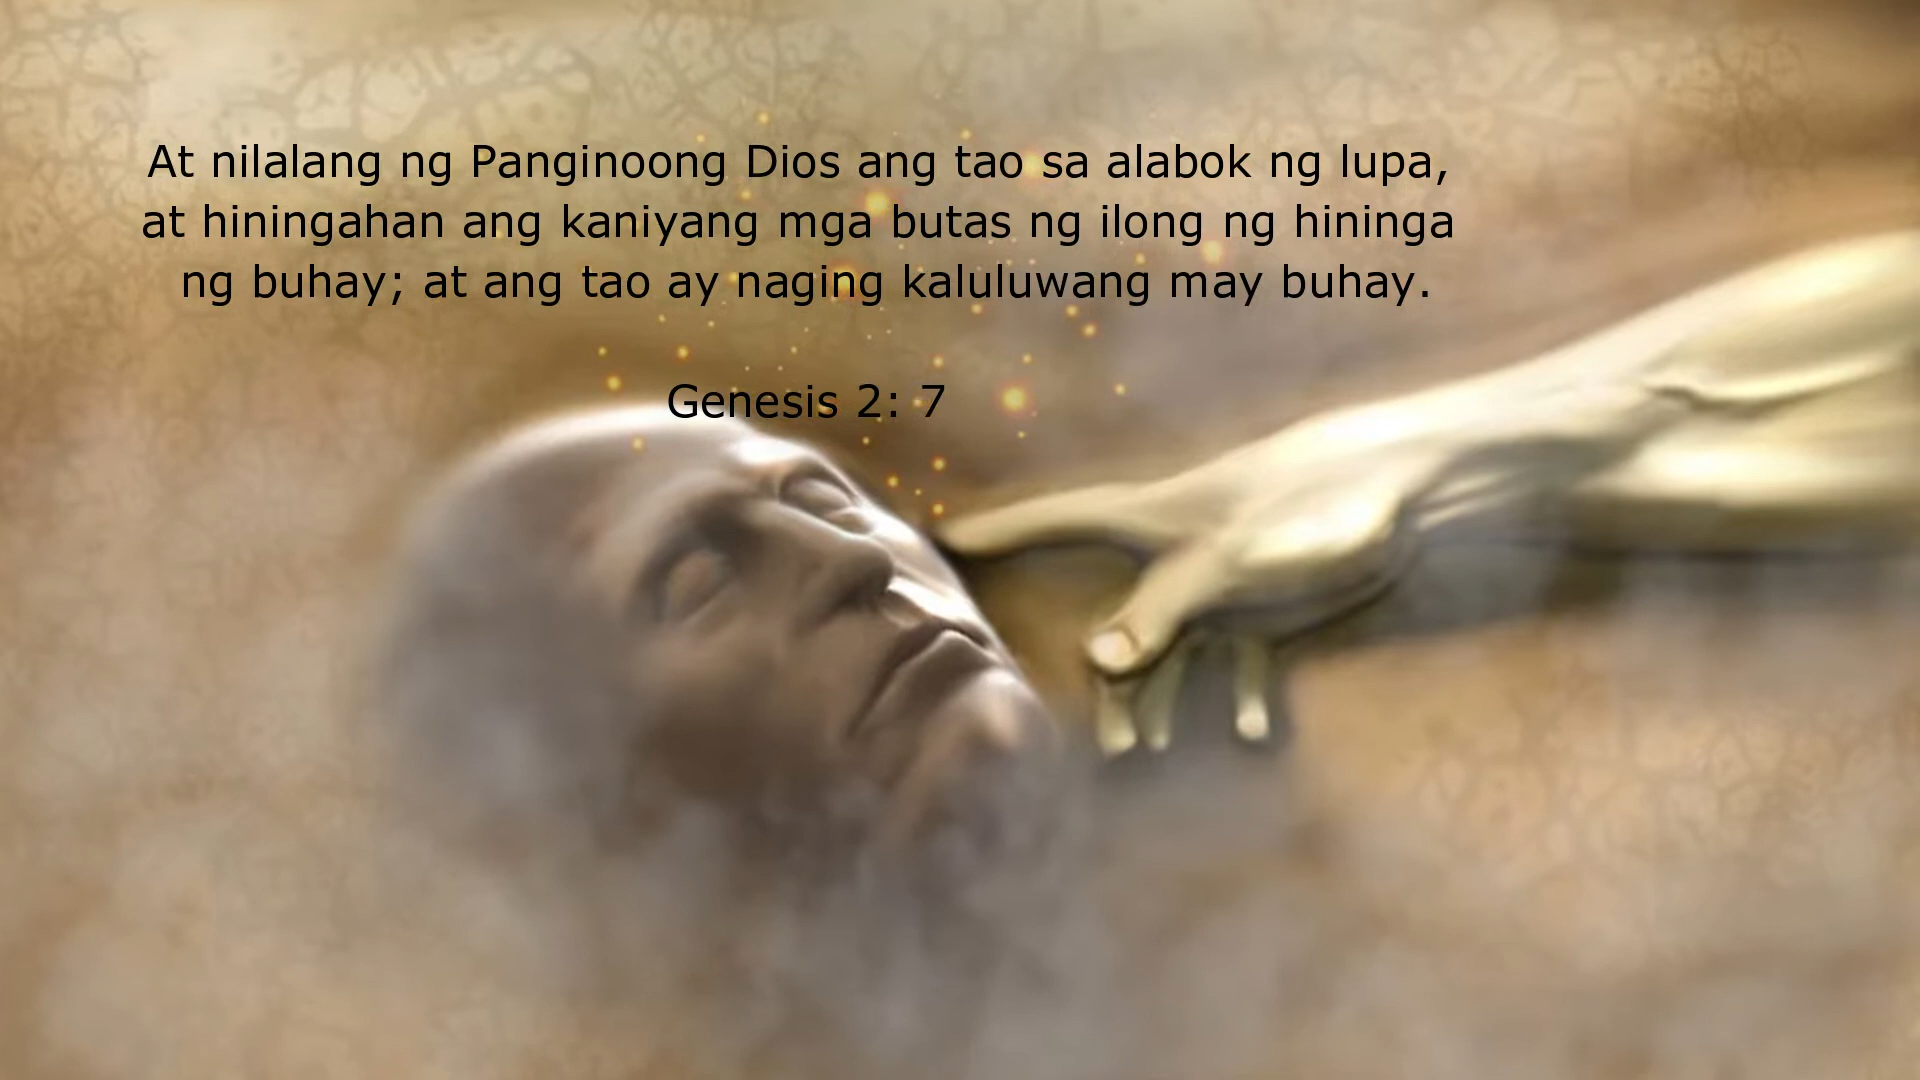 At nilalang ng Panginoong Dios ang tao sa alabok ng lupa,
at hiningahan ang kaniyang mga butas ng ilong ng hininga
ng buhay; at ang tao ay naging kaluluwang may buhay.
Genesis 2: 7